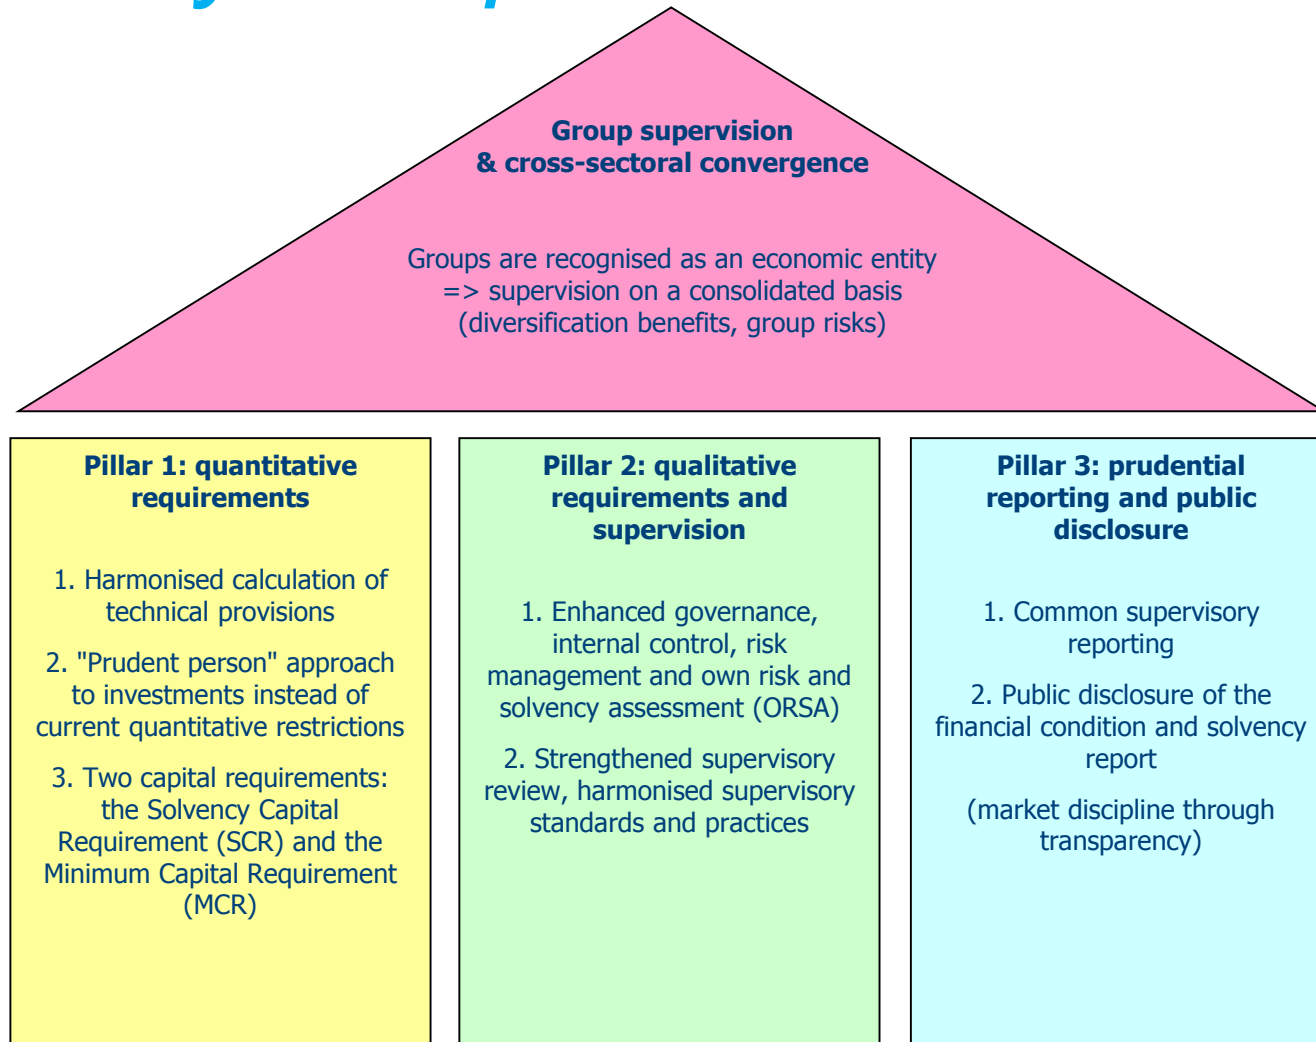 Group supervision
& cross-sectoral convergence
Groups are recognised as an economic entity
=> supervision on a consolidated basis
(diversification benefits, group risks)
Pillar 1: quantitative
requirements
1. Harmonised calculation of
technical provisions
2. "Prudent person" approach
to investments instead of
current quantitative restrictions
3. Two capital requirements:
the Solvency Capital
Requirement (SCR) and the
Minimum Capital Requirement
(MCR)
Pillar 2: qualitative
requirements and
supervision
1. Enhanced governance,
internal control, risk
management and own risk and
solvency assessment (ORSA)
2. Strengthened supervisory
review, harmonised supervisory
standards and practices
Pillar 3: prudential
reporting and public
disclosure
1. Common supervisory
reporting
2. Public disclosure of the
financial condition and solvency
report
(market discipline through
transparency)